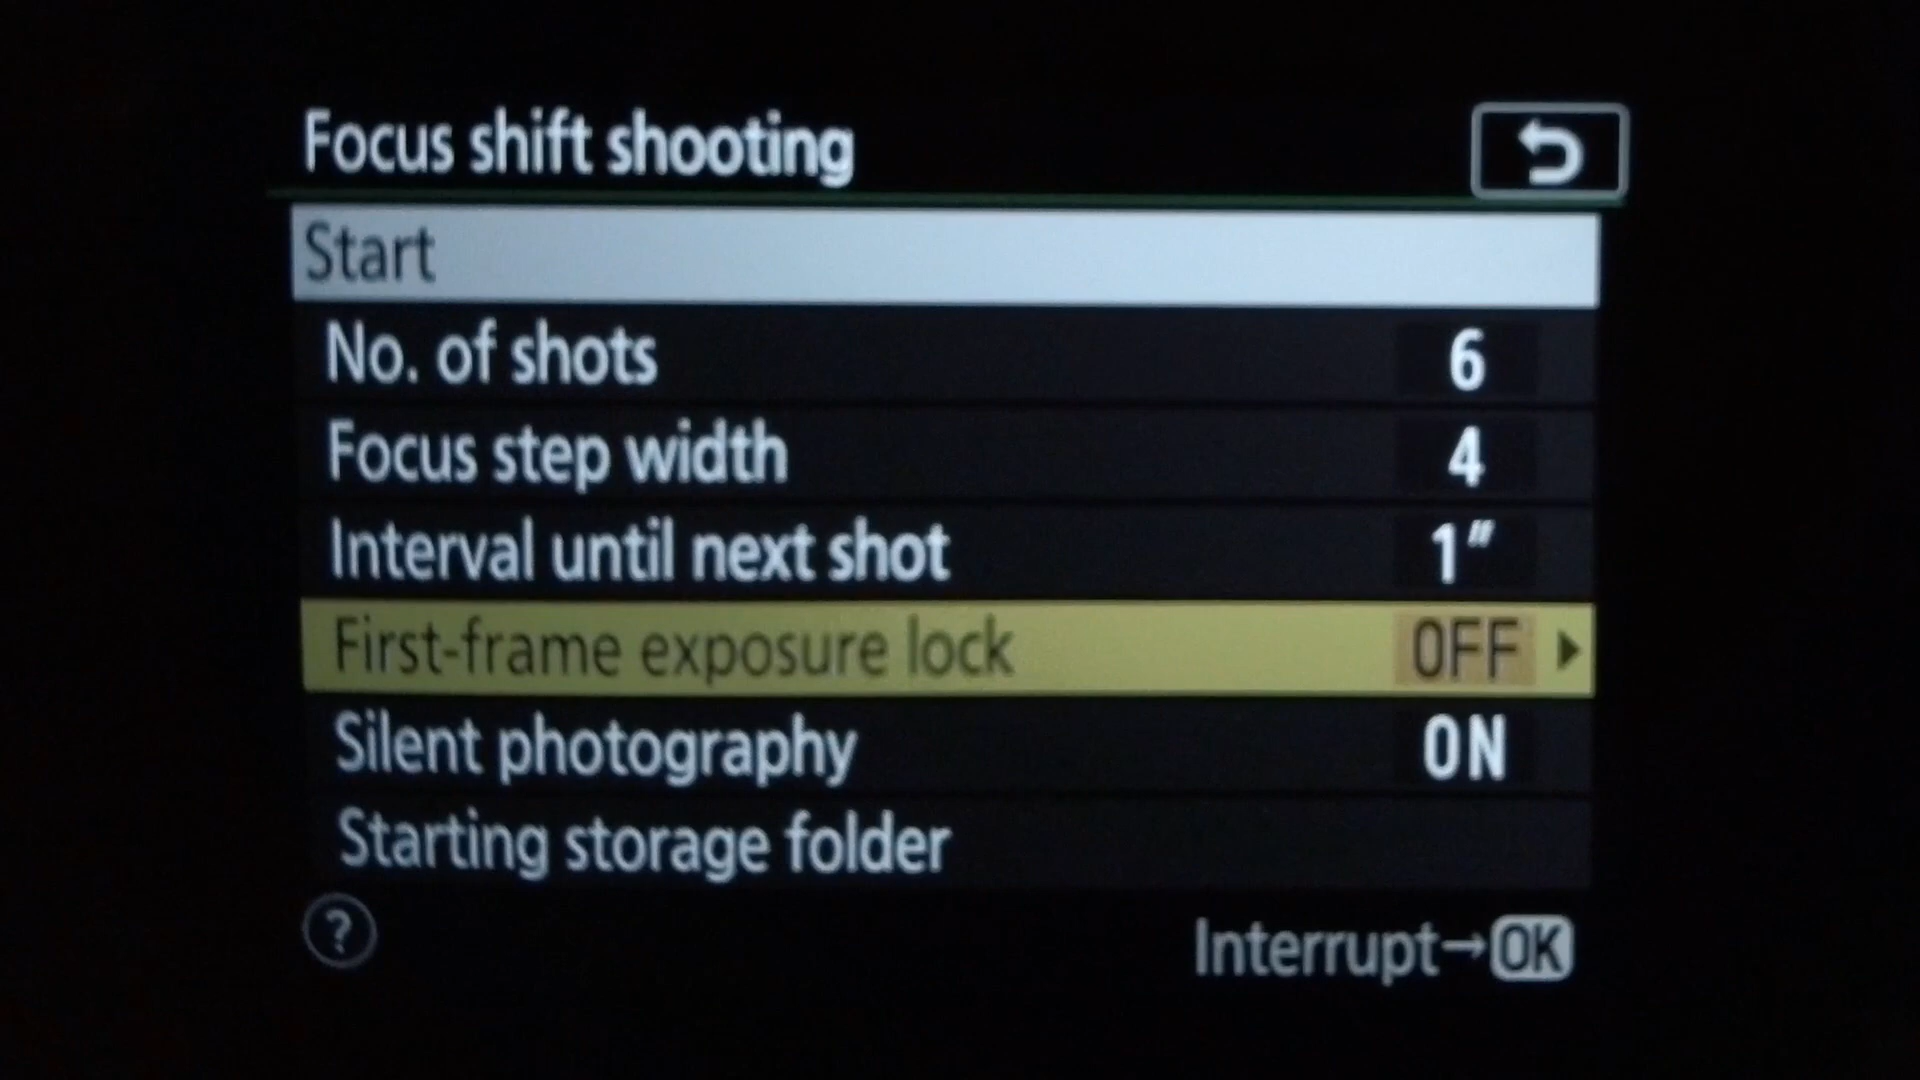 Focus shift shooting
Start
No. of shots 6
Focus step width 4
Interval until next shot 1"
First-frame exposure lock OFF
Silent photography ON
Starting storage folder
? Interrupt→OK